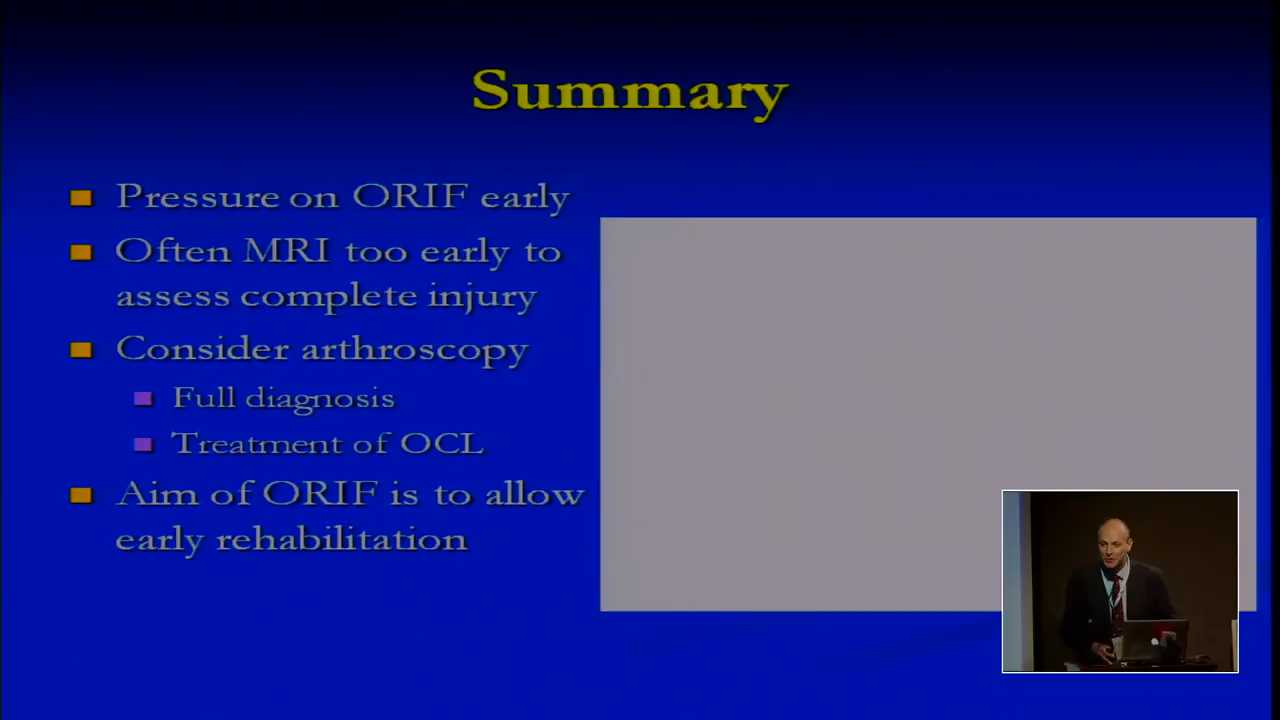 Summary
Pressure on ORIF early
Often MRI too early to
assess complete injury
Consider arthroscopy
Full diagnosis
Treatment of OCL
Aim of ORIF is to allow
early rehabilitation